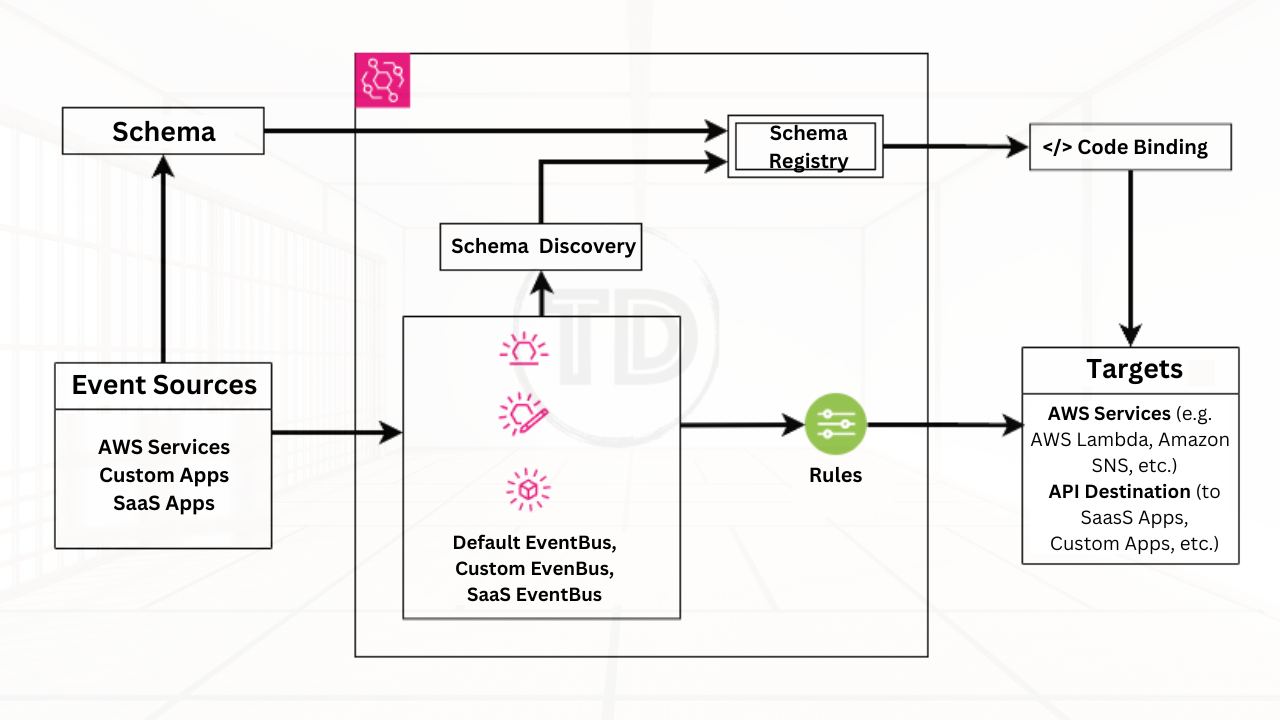 Schema
Schema
Registry
</> Code Binding
Schema Discovery
TD
Event Sources
AWS Services
Custom Apps
SaaS Apps
Default EventBus,
Custom EvenBus,
SaaS EventBus
Rules
Targets
AWS Services (e.g.
AWS Lambda, Amazon
SNS, etc.)
API Destination (to
SaasS Apps,
Custom Apps, etc.)